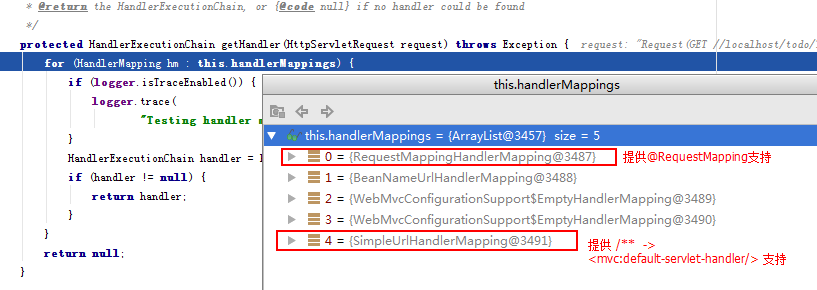 * @return the HandlerExecutionChain, or {@code null} if no handler could be found
*/
protected HandlerExecutionChain getHandler(HttpServletRequest request) throws Exception { request: "Request(GET //localhost/todo/
for (HandlerMapping hm : this.handlerMappings) {
if (logger.isTraceEnabled()) {
logger.trace(
"Testing handler
}
HandlerExecutionChain handler =
if (handler != null) {
return handler;
}
}
return null;
}
this.handlerMappings
this.handlerMappings = {ArrayList@3457} size = 5
0 = {RequestMappingHandlerMapping@3487}
提供@RequestMapping支持
1 = {BeanNameUrlHandlerMapping@3488}
2 = {WebMvcConfigurationSupport$EmptyHandlerMapping@3489}
3 = {WebMvcConfigurationSupport$EmptyHandlerMapping@3490}
4 = {SimpleUrlHandlerMapping@3491}
提供 /** ->
<mvc:default-servlet-handler/> 支持